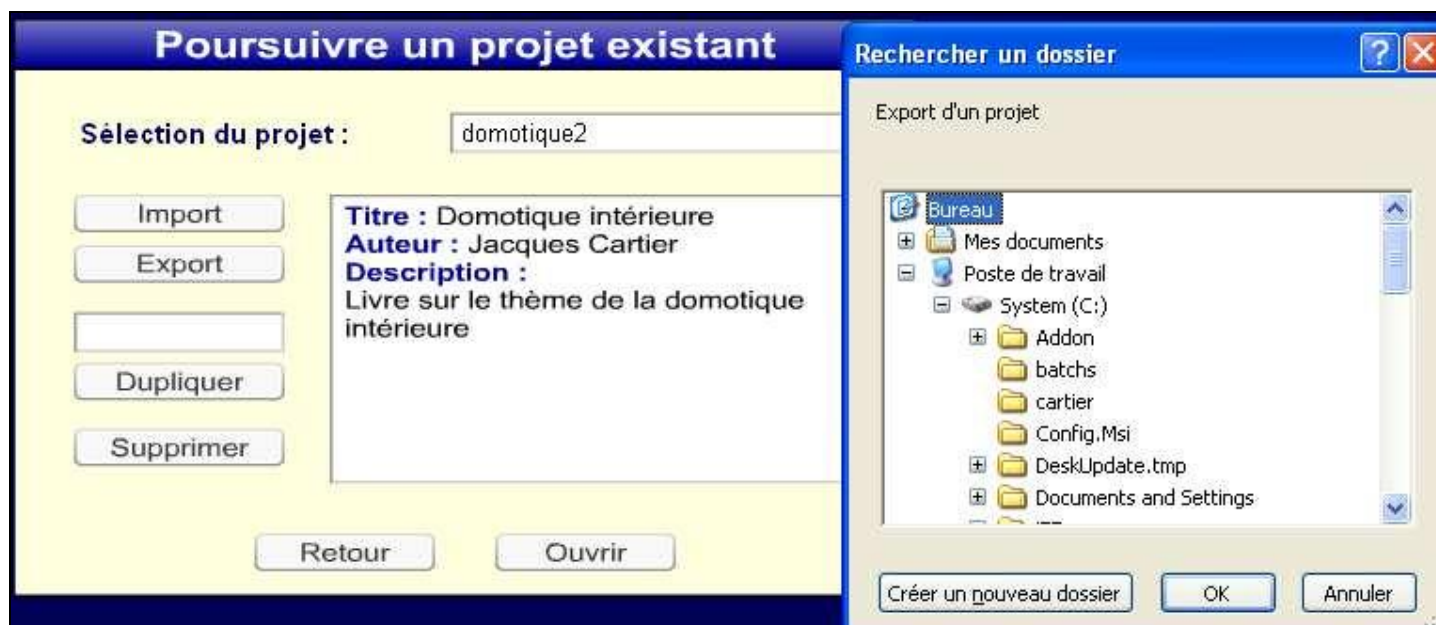 Poursuivre un projet existant
Sélection du projet :
domotique2
Import
Export
Dupliquer
Supprimer
Titre : Domotique intérieure
Auteur : Jacques Cartier
Description :
Livre sur le thème de la domotique
intérieure
Retour
Ouvrir
Rechercher un dossier
Export d'un projet
Bureau
Mes documents
Poste de travail
System (C:)
Addon
batchs
cartier
Config.Msi
DeskUpdate.tmp
Documents and Settings
Créer un nouveau dossier
OK
Annuler